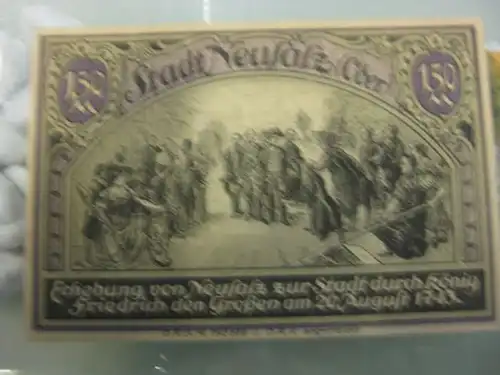 Stadt Neusalz Oder
150
150
Erhebung von Neusalz zur Stadt durch König
Friedrich den Großen am 20. August 1743.